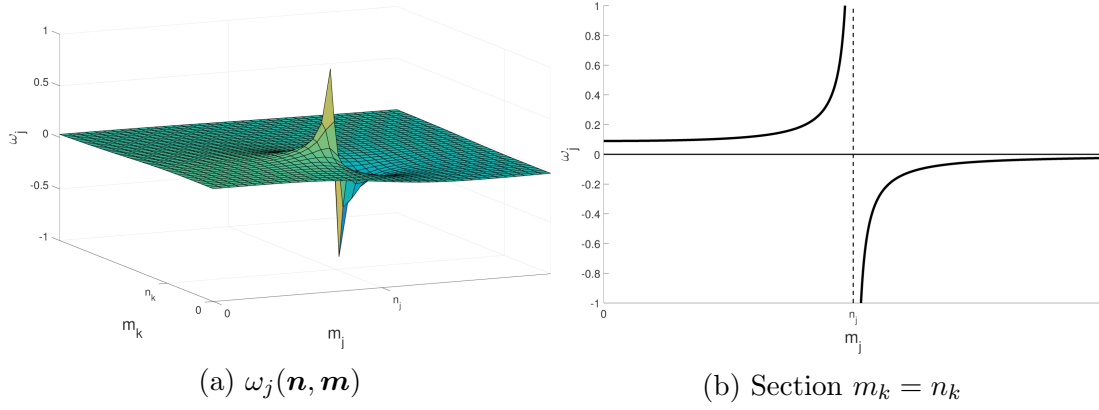 1
0.5
0
-0.5
-1
ω_j
n_k
0
m_k
0
n_j
m_j
(a) ω_j(n, m)
1
0.8
0.6
0.4
0.2
0
-0.2
-0.4
-0.6
-0.8
-1
ω_j
0
n_j
m_j
(b) Section m_k = n_k